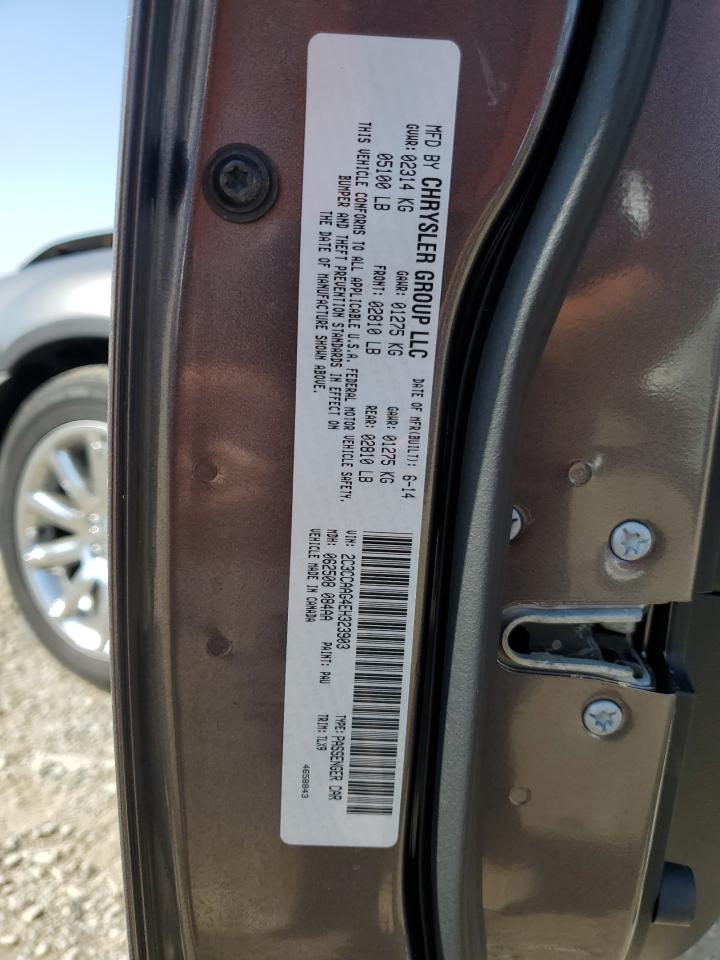 MFD BY CHRYSLER GROUP LLC
DATE OF MFR(BUILT): 6-14
GVWR: 02314 KG GAWR: 01275 KG GAWR: 01275 KG
05100 LB FRONT: 02810 LB REAR: 02810 LB
THIS VEHICLE CONFORMS TO ALL APPLICABLE U.S.A. FEDERAL MOTOR VEHICLE SAFETY,
BUMPER AND THEFT PREVENTION STANDARDS IN EFFECT ON
THE DATE OF MANUFACTURE SHOWN ABOVE.
VIN: 2C3CCAAG4EH323903 TYPE: PASSENGER CAR
MDH: 062508 084AA PAINT: PAU TRIM: TLX9
VEHICLE MADE IN CANADA
4658843